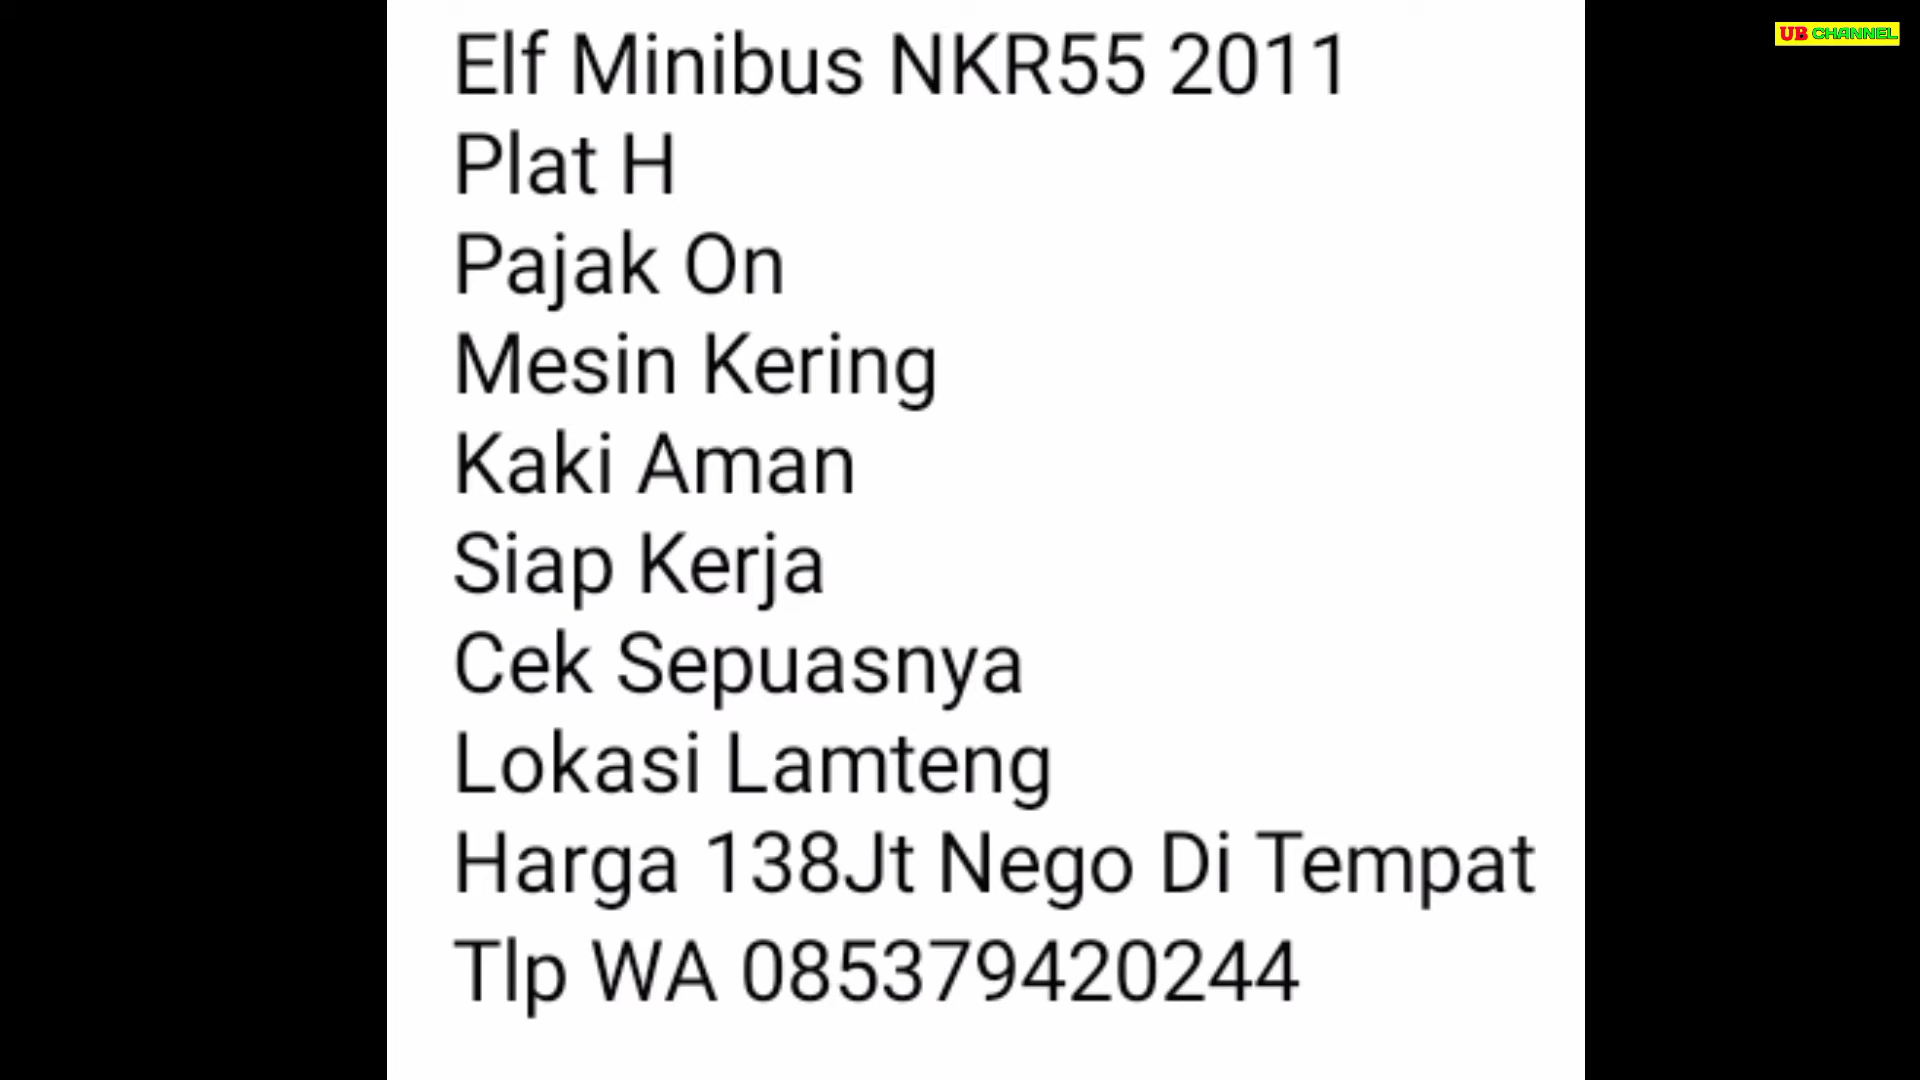 UB CHANNEL
Elf Minibus NKR55 2011
Plat H
Pajak On
Mesin Kering
Kaki Aman
Siap Kerja
Cek Sepuasnya
Lokasi Lamteng
Harga 138Jt Nego Di Tempat
Tlp WA 085379420244